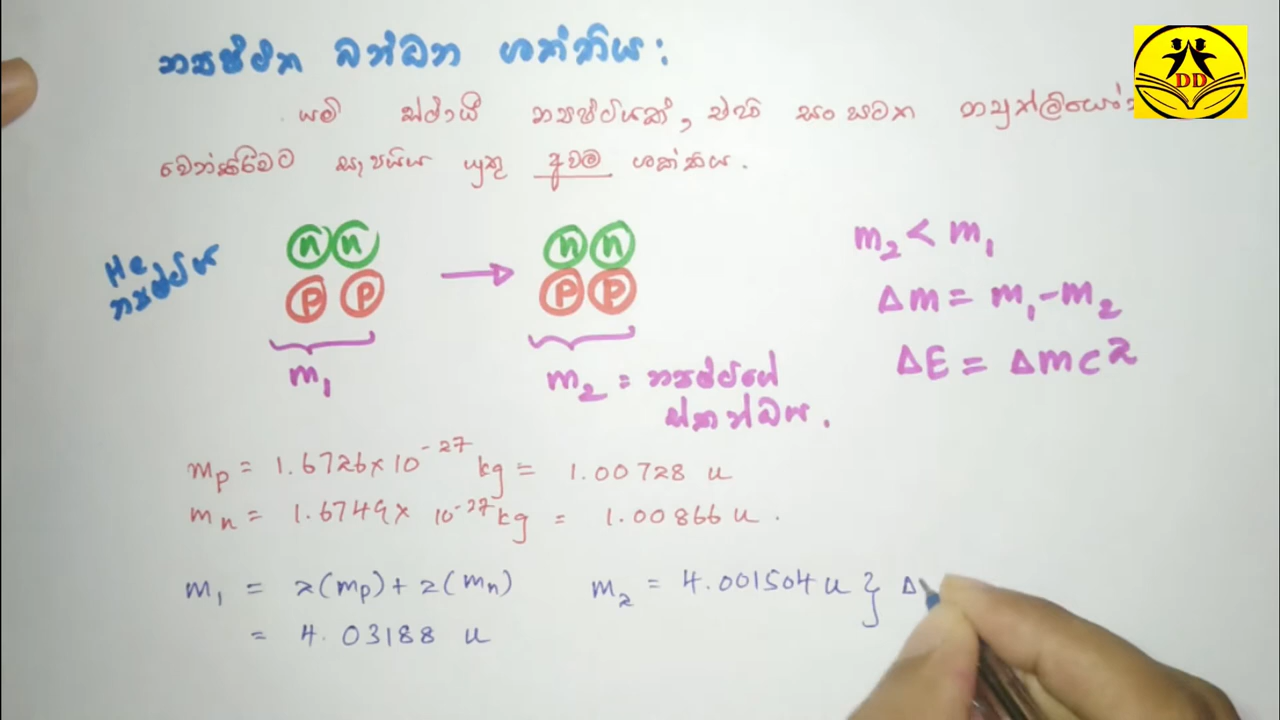 න්‍යෂ්ටික බන්ධන ශක්තිය:
යම් ස්ථායී න්‍යෂ්ටියක්, එහි සංඝටක
වෙන්කිරීමට සැපයිය යුතු අවම ශක්තිය.
He
න්‍යෂ්ටිය
n n
p p
n n
p p
m₁
m₂ = න්‍යෂ්ටියේ
ස්කන්ධය.
m₂ < m₁
Δm = m₁-m₂
ΔE = Δmc²
mp = 1.6726×10⁻²⁷ kg = 1.00728 u
mn = 1.6749× 10⁻²⁷kg = 1.00866 u.
m₁ = 2(mp)+2(mn)
= 4.03188 u
m₂ = 4.001504 u } Δ
DD